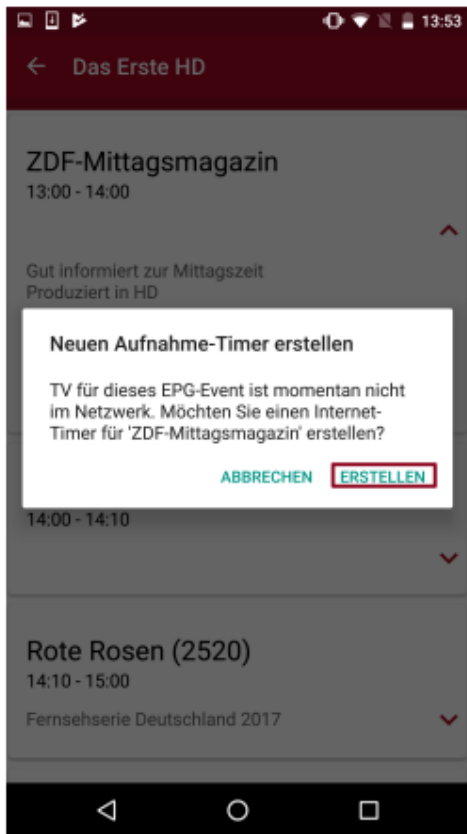 13:53
Das Erste HD
ZDF-Mittagsmagazin
13:00 - 14:00
Gut informiert zur Mittagszeit
Produziert in HD
Neuen Aufnahme-Timer erstellen
TV für dieses EPG-Event ist momentan nicht
im Netzwerk. Möchten Sie einen Internet-
Timer für 'ZDF-Mittagsmagazin' erstellen?
ABBRECHEN ERSTELLEN
14:00 - 14:10
Rote Rosen (2520)
14:10 - 15:00
Fernsehserie Deutschland 2017